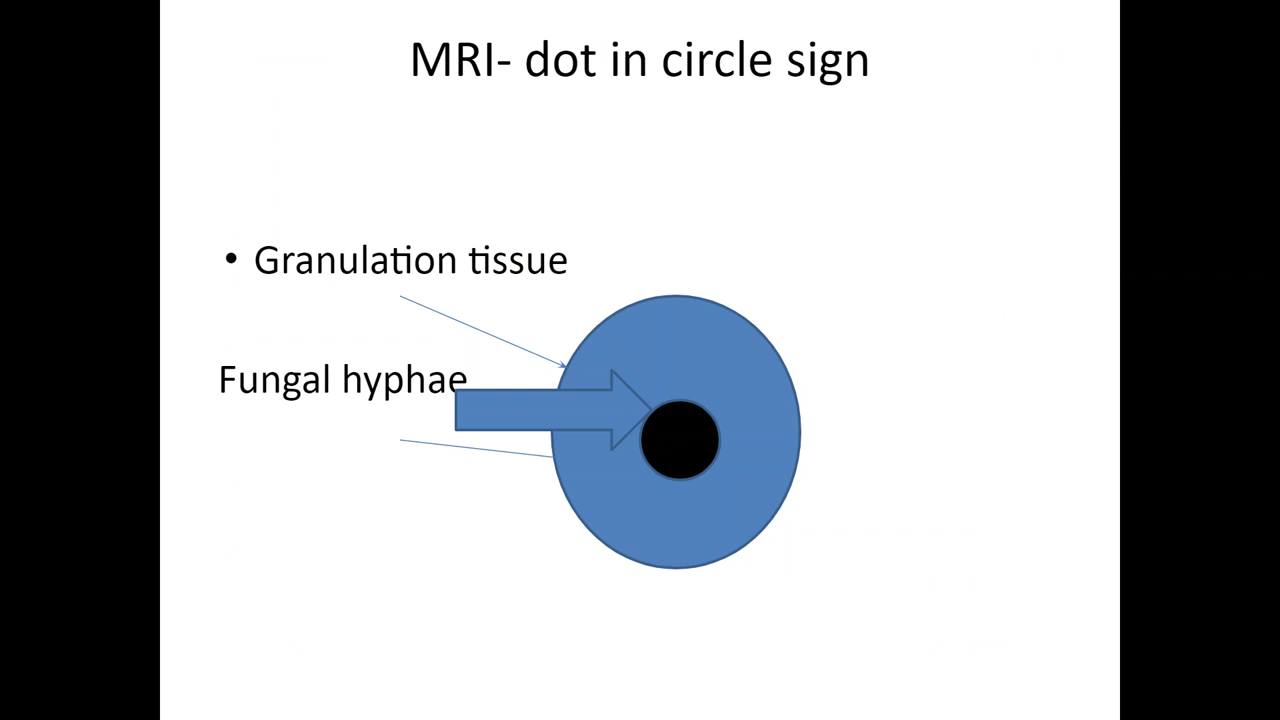 MRI- dot in circle sign
• Granulation tissue
Fungal hyphae